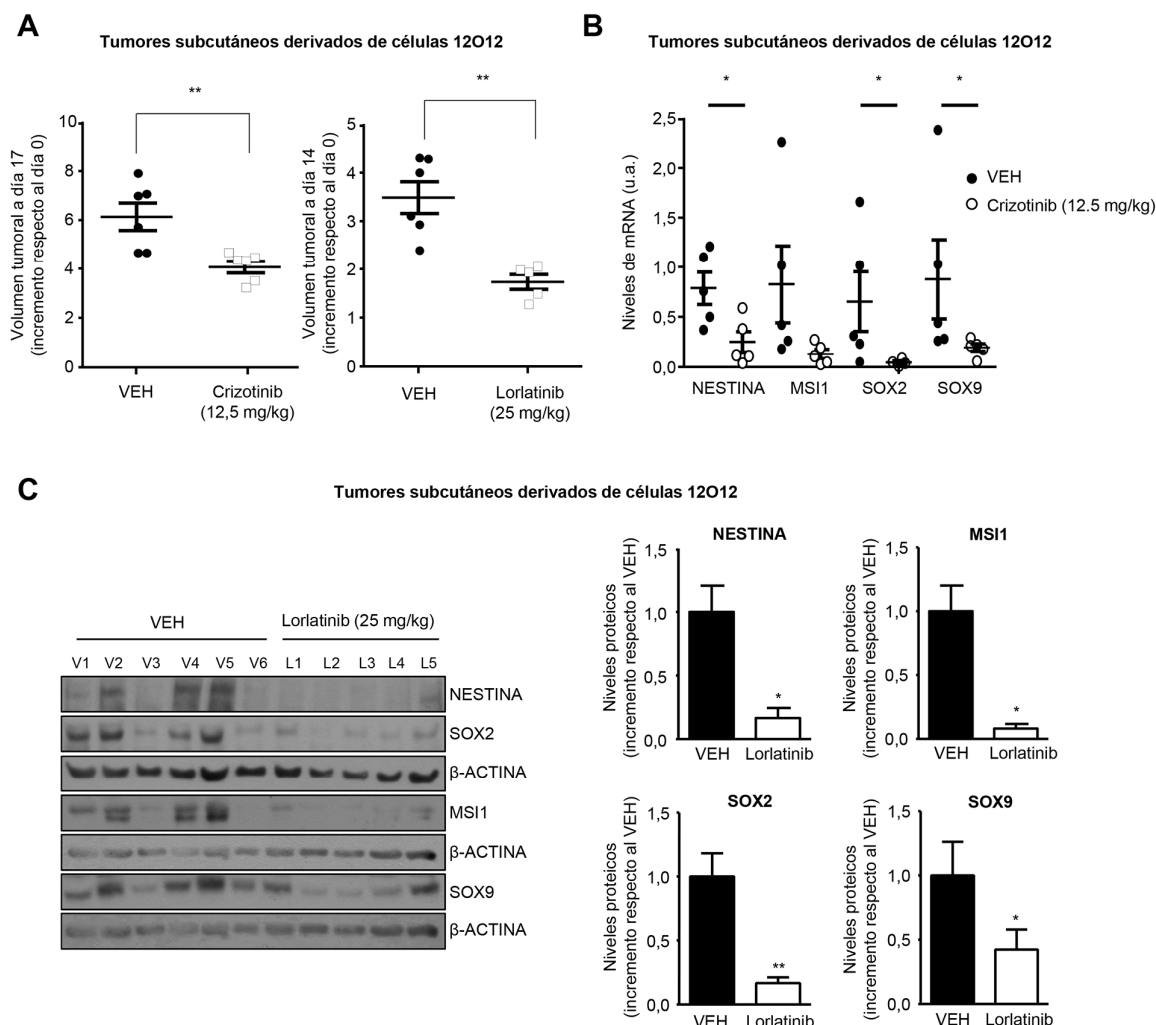 A
Tumores subcutáneos derivados de células 12O12
**
**
Volumen tumoral a día 17
(incremento respecto al día 0)
10
8
6
4
2
0
VEH
Crizotinib
(12,5 mg/kg)
Volumen tumoral a día 14
(incremento respecto al día 0)
5
4
3
2
1
0
VEH
Lorlatinib
(25 mg/kg)
B
Tumores subcutáneos derivados de células 12O12
*
*
*
Niveles de mRNA (u.a.)
2,5
2,0
1,5
1,0
0,5
0,0
VEH
Crizotinib (12.5 mg/kg)
NESTINA
MSI1
SOX2
SOX9
C
Tumores subcutáneos derivados de células 12O12
VEH
Lorlatinib (25 mg/kg)
V1 V2 V3 V4 V5 V6 L1 L2 L3 L4 L5
NESTINA
SOX2
β-ACTINA
MSI1
β-ACTINA
SOX9
β-ACTINA
NESTINA
Niveles proteicos
(incremento respecto al VEH)
1,5
1,0
0,5
0,0
*
VEH
Lorlatinib
MSI1
Niveles proteicos
(incremento respecto al VEH)
1,5
1,0
0,5
0,0
*
VEH
Lorlatinib
SOX2
Niveles proteicos
(incremento respecto al VEH)
1,5
1,0
0,5
0,0
**
VEH
Lorlatinib
SOX9
Niveles proteicos
(incremento respecto al VEH)
1,5
1,0
0,5
0,0
*
VEH
Lorlatinib